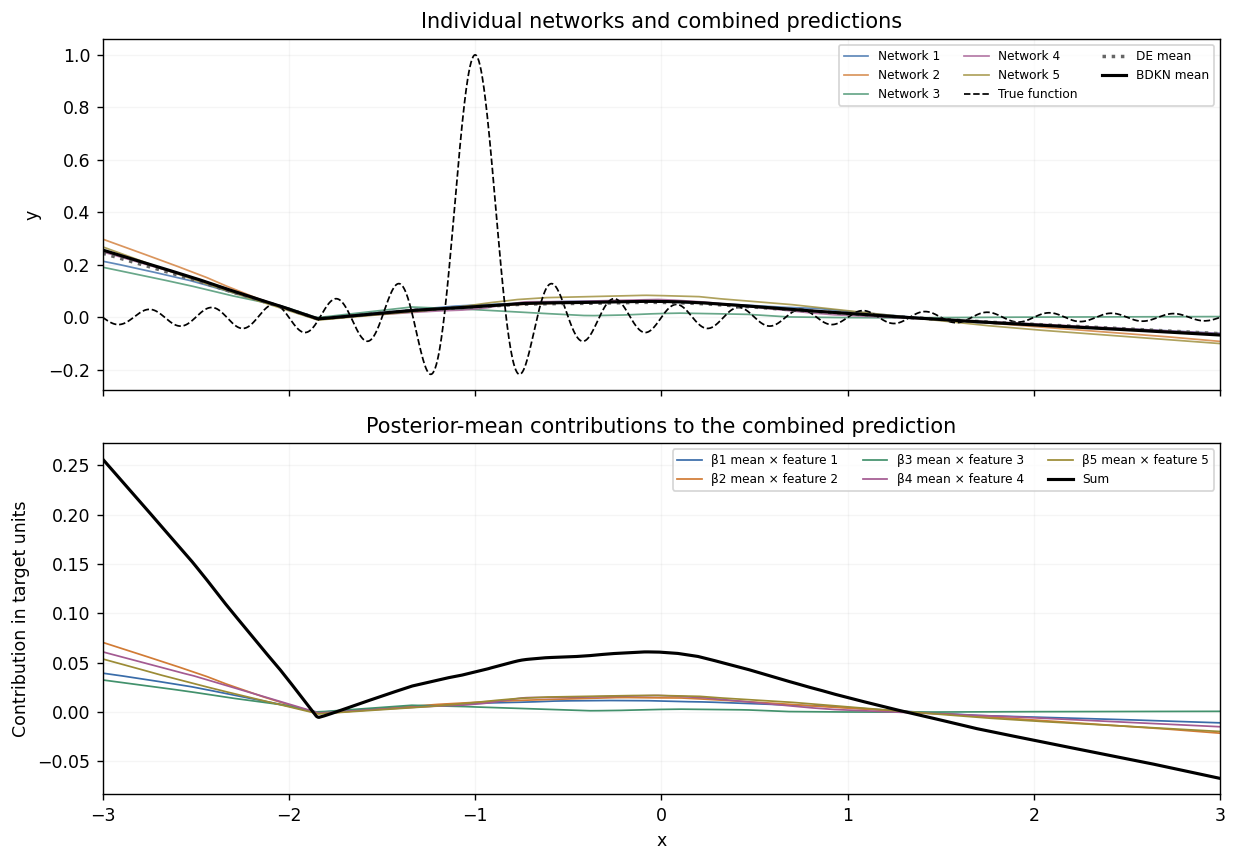 Individual networks and combined predictions
1.0
0.8
0.6
0.4
0.2
0.0
−0.2
y
Network 1
Network 2
Network 3
Network 4
Network 5
True function
DE mean
BDKN mean
Posterior-mean contributions to the combined prediction
0.25
0.20
0.15
0.10
0.05
0.00
−0.05
Contribution in target units
β1 mean × feature 1
β2 mean × feature 2
β3 mean × feature 3
β4 mean × feature 4
β5 mean × feature 5
Sum
−3 −2 −1 0 1 2 3
x